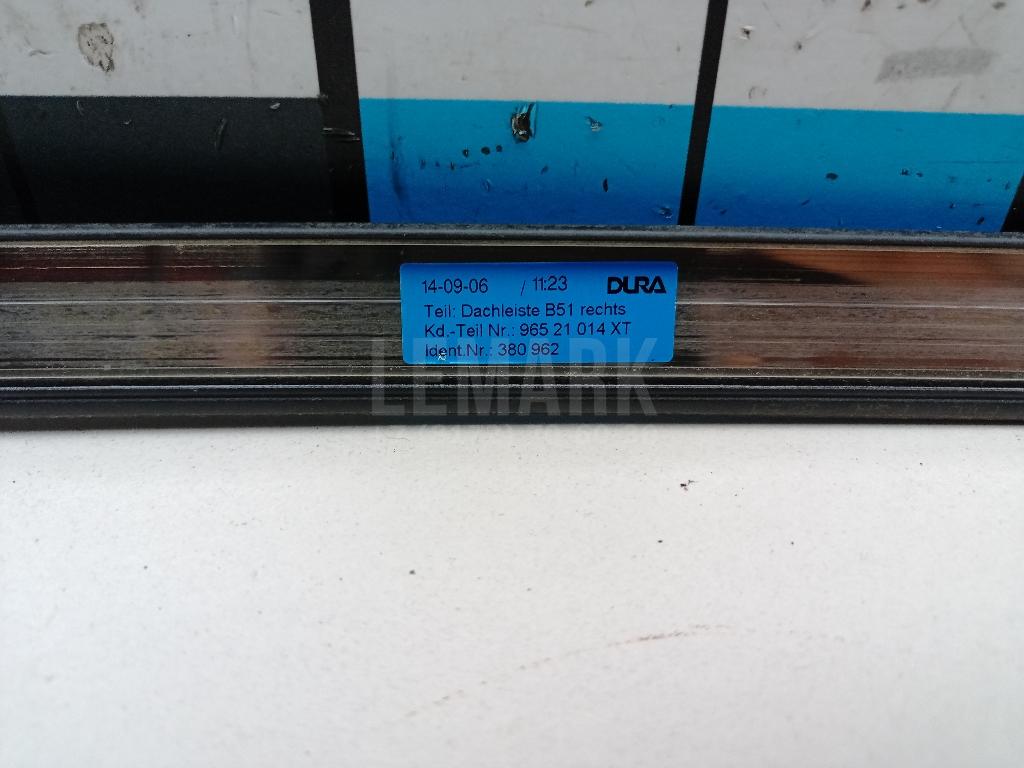 14-09-06 / 11:23 DURA
Teil: Dachleiste B51 rechts
Kd.-Teil Nr.: 965 21 014 XT
Ident.Nr.: 380 962
LEMARK